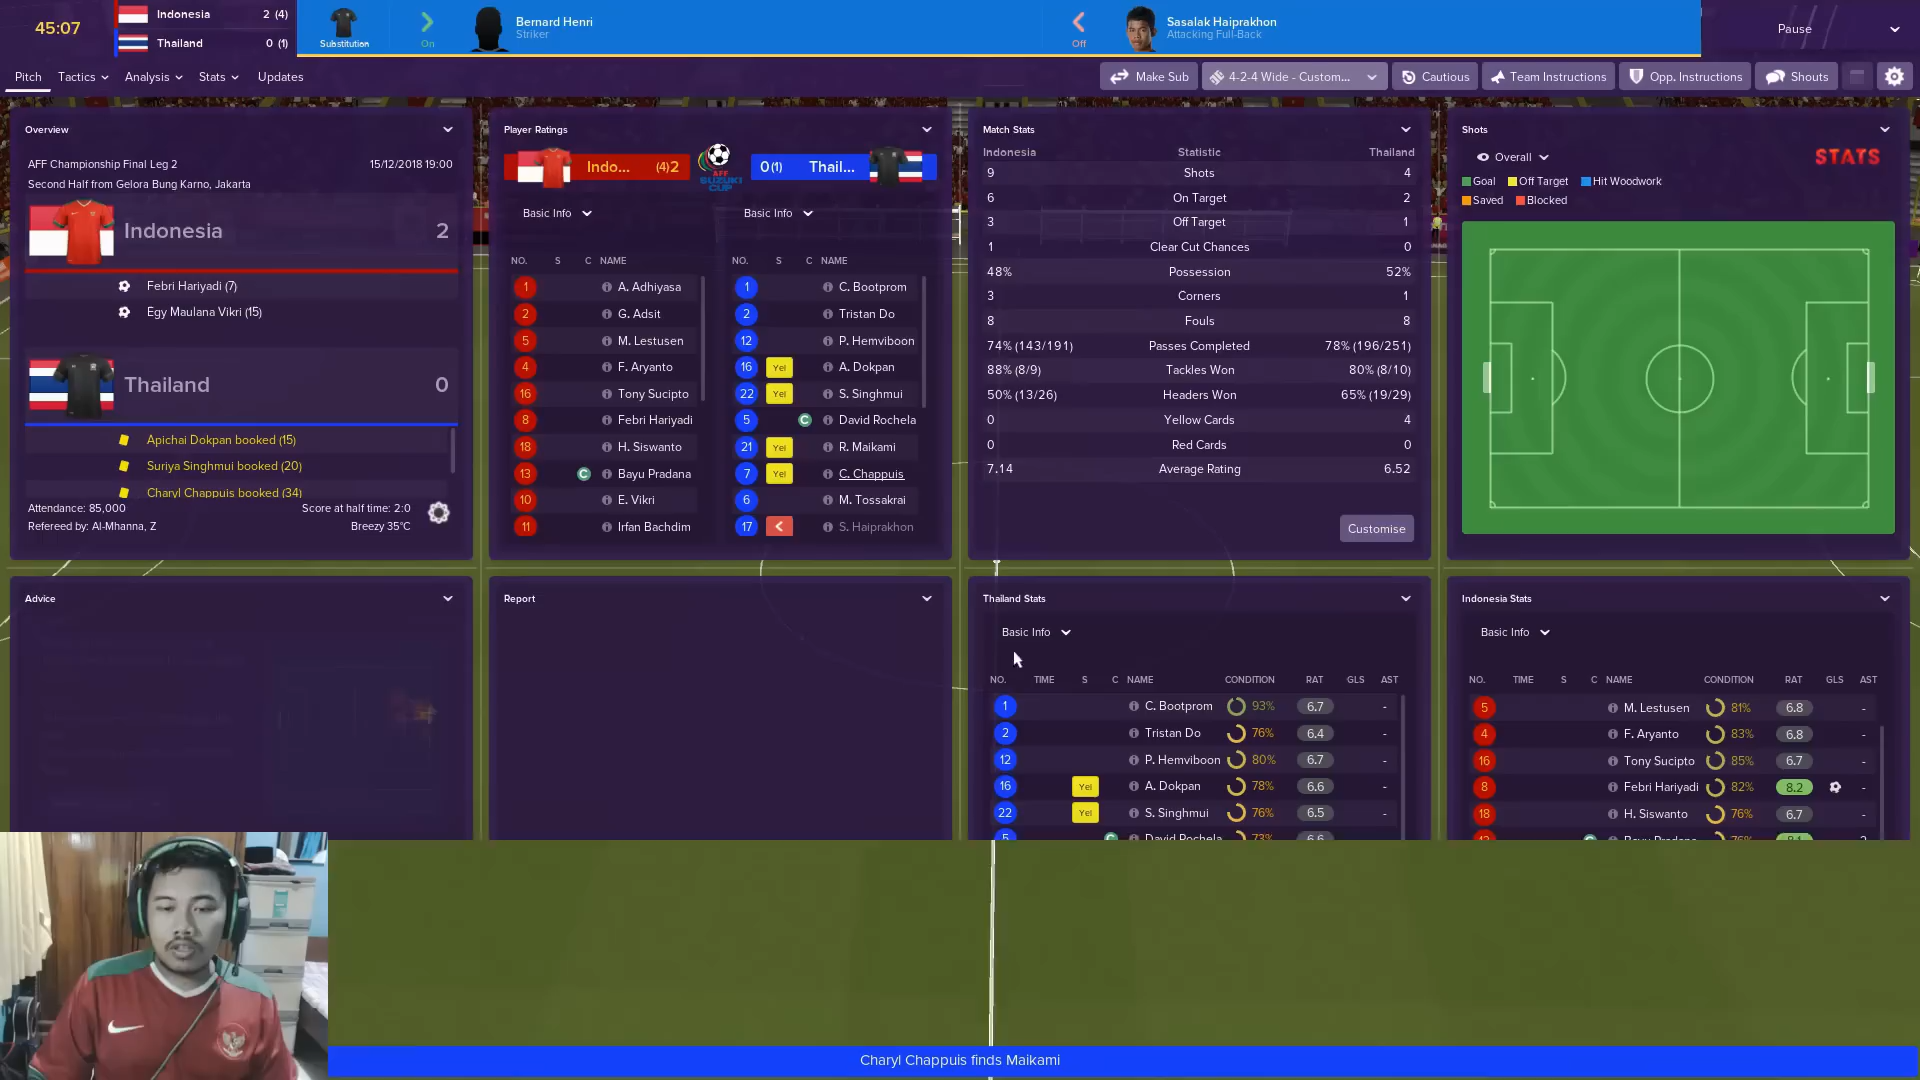 45:07
Indonesia 2 (4)
Thailand 0 (1)
Substitution
On
Bernard Henri
Striker
Off
Sasalak Haiprakhon
Attacking Full-Back
Pause
Pitch Tactics Analysis Stats Updates
Make Sub 4-2-4 Wide - Custom... Cautious Team Instructions Opp. Instructions Shouts
Overview
AFF Championship Final Leg 2 15/12/2018 19:00
Second Half from Gelora Bung Karno, Jakarta
Indonesia 2
Febri Hariyadi (7)
Egy Maulana Vikri (15)
Thailand 0
Apichai Dokpan booked (15)
Suriya Singhmui booked (20)
Charyl Chappuis booked (34)
Attendance: 85,000 Score at half time: 2:0
Refereed by: Al-Mhanna, Z Breezy 35°C
Player Ratings
Indo... (4)2
AFF SUZUKI CUP
0(1) Thail...
Basic Info Basic Info
NO. S C NAME NO. S C NAME
1 A. Adhiyasa 1 C. Bootprom
2 G. Adsit 2 Tristan Do
5 M. Lestusen 12 P. Hemviboon
4 F. Aryanto 16 Yel A. Dokpan
16 Tony Sucipto 22 Yel S. Singhmui
8 Febri Hariyadi 5 C David Rochela
18 H. Siswanto 21 Yel R. Maikami
13 C Bayu Pradana 7 Yel C. Chappuis
10 E. Vikri 6 M. Tossakrai
11 Irfan Bachdim 17 S. Haiprakhon
Match Stats
Indonesia Statistic Thailand
9 Shots 4
6 On Target 2
3 Off Target 1
1 Clear Cut Chances 0
48% Possession 52%
3 Corners 1
8 Fouls 8
74% (143/191) Passes Completed 78% (196/251)
88% (8/9) Tackles Won 80% (8/10)
50% (13/26) Headers Won 65% (19/29)
0 Yellow Cards 4
0 Red Cards 0
7.14 Average Rating 6.52
Customise
Shots
Overall STATS
Goal Off Target Hit Woodwork
Saved Blocked
Advice
Report
Thailand Stats
Basic Info
NO. TIME S C NAME CONDITION RAT GLS AST
1 C. Bootprom 93% 6.7 -
2 Tristan Do 76% 6.4 -
12 P. Hemviboon 80% 6.7 -
16 Yel A. Dokpan 78% 6.6 -
22 Yel S. Singhmui 76% 6.5 -
5 C David Rochela 73% 6.6 -
Indonesia Stats
Basic Info
NO. TIME S C NAME CONDITION RAT GLS AST
5 M. Lestusen 81% 6.8 -
4 F. Aryanto 83% 6.8 -
16 Tony Sucipto 85% 6.7 -
8 Febri Hariyadi 82% 8.2 -
18 H. Siswanto 76% 6.7 -
13 C Bayu Pradana 76% 8.1 2
Charyl Chappuis finds Maikami